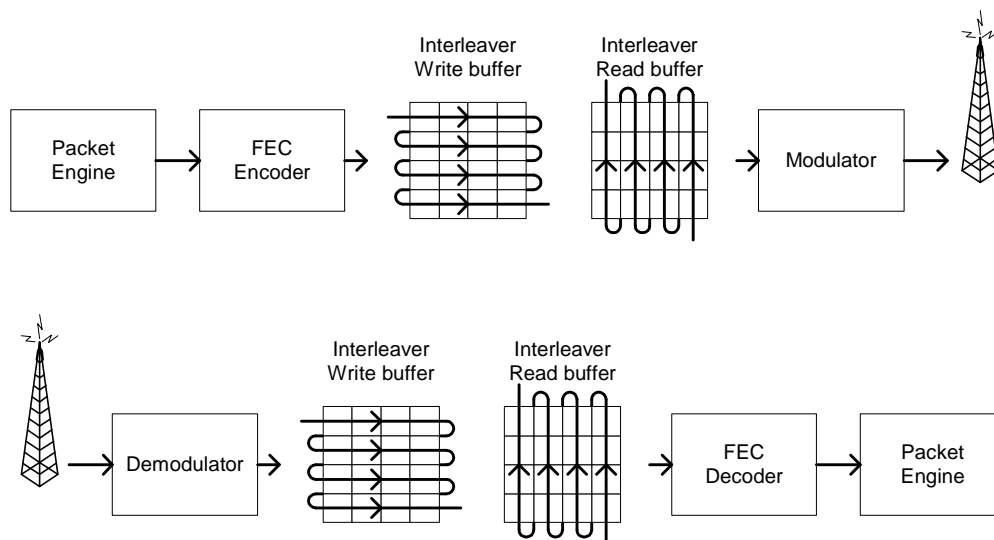 Interleaver
Write buffer
Interleaver
Read buffer
Packet
Engine
FEC
Encoder
Modulator
Interleaver
Write buffer
Interleaver
Read buffer
Demodulator
FEC
Decoder
Packet
Engine